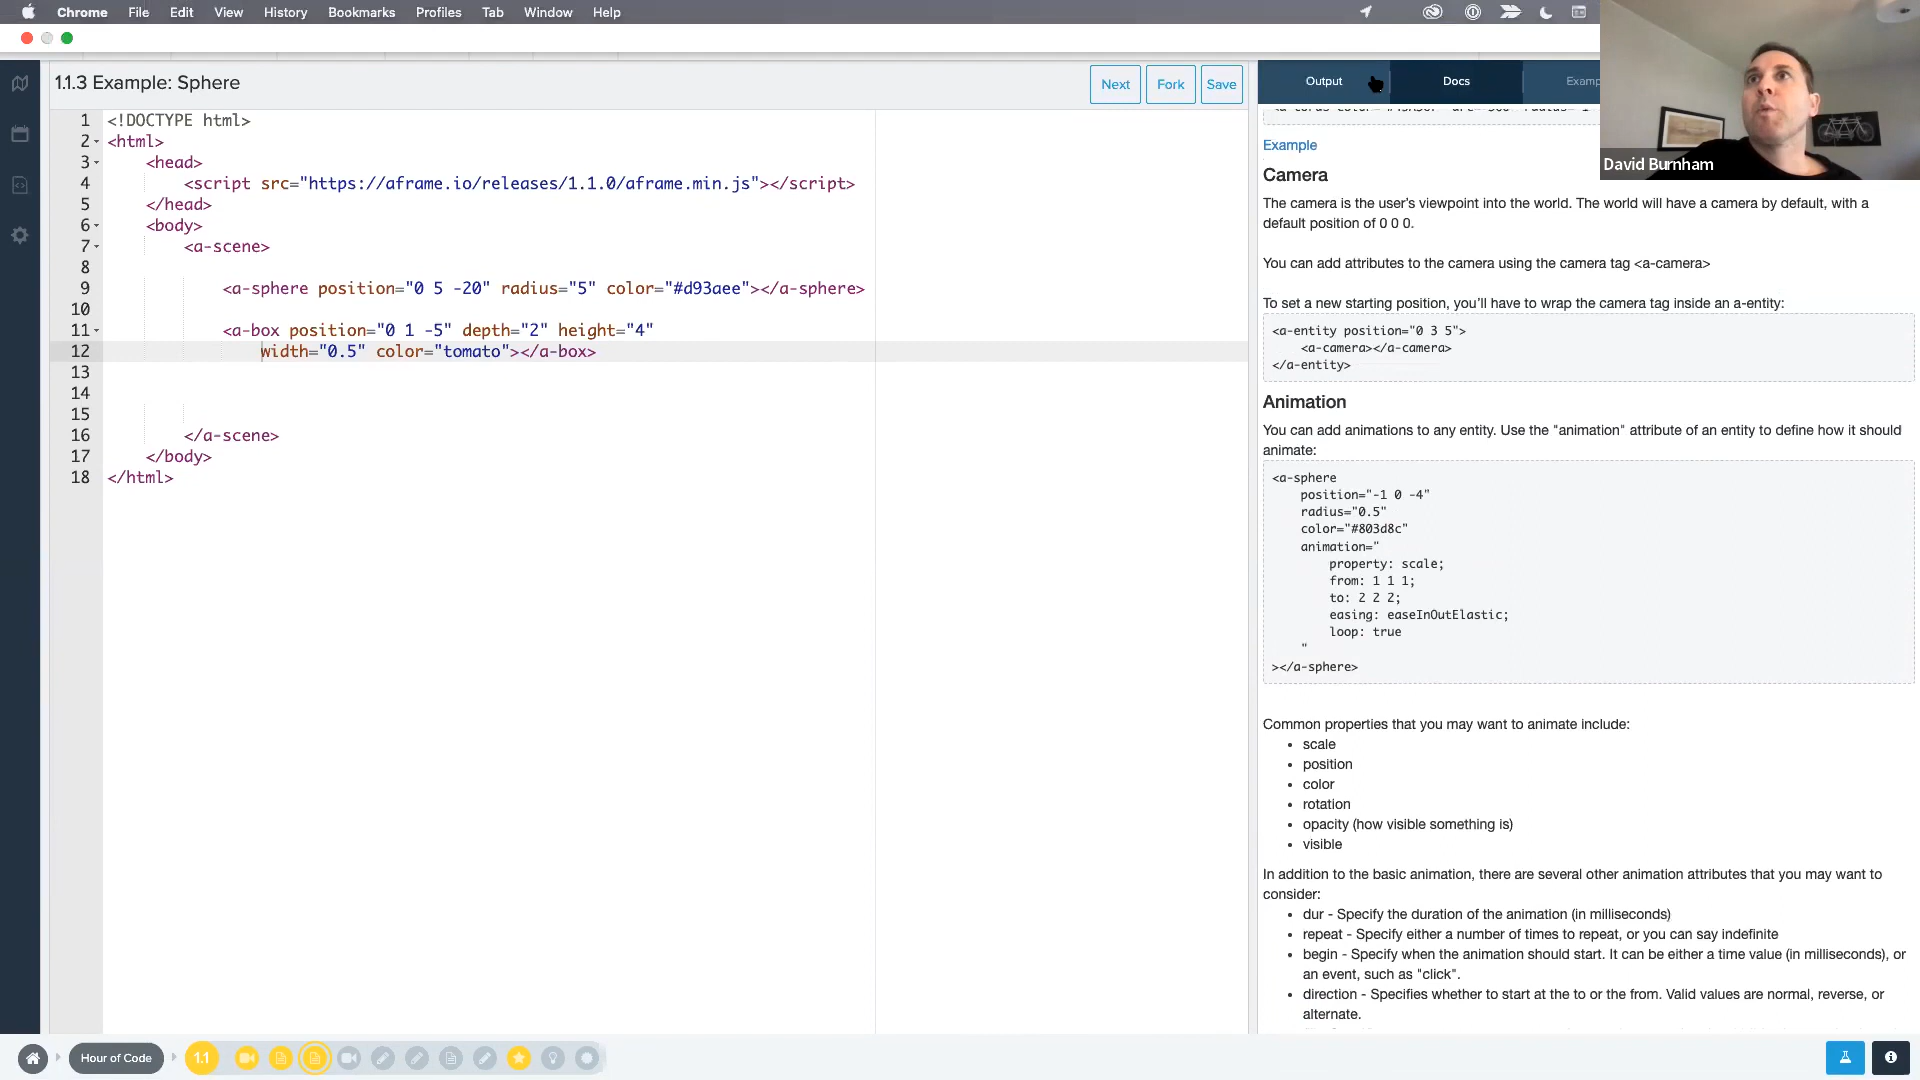 Chrome File Edit View History Bookmarks Profiles Tab Window Help
1.1.3 Example: Sphere
Next Fork Save
Output Docs
1 <!DOCTYPE html>
2 <html>
3 <head>
4 <script src="https://aframe.io/releases/1.1.0/aframe.min.js"></script>
5 </head>
6 <body>
7 <a-scene>
8
9 <a-sphere position="0 5 -20" radius="5" color="#d93aee"></a-sphere>
10
11 <a-box position="0 1 -5" depth="2" height="4"
12 width="0.5" color="tomato"></a-box>
13
14
15
16 </a-scene>
17 </body>
18 </html>
Example
Camera
The camera is the user's viewpoint into the world. The world will have a camera by default, with a
default position of 0 0 0.
You can add attributes to the camera using the camera tag <a-camera>
To set a new starting position, you'll have to wrap the camera tag inside an a-entity:
<a-entity position="0 3 5">
<a-camera></a-camera>
</a-entity>
Animation
You can add animations to any entity. Use the "animation" attribute of an entity to define how it should
animate:
<a-sphere
position="-1 0 -4"
radius="0.5"
color="#803d8c"
animation="
property: scale;
from: 1 1 1;
to: 2 2 2;
easing: easeInOutElastic;
loop: true
"
></a-sphere>
Common properties that you may want to animate include:
• scale
• position
• color
• rotation
• opacity (how visible something is)
• visible
In addition to the basic animation, there are several other animation attributes that you may want to
consider:
• dur - Specify the duration of the animation (in milliseconds)
• repeat - Specify either a number of times to repeat, or you can say indefinite
• begin - Specify when the animation should start. It can be either a time value (in milliseconds), or
an event, such as "click".
• direction - Specifies whether to start at the to or the from. Valid values are normal, reverse, or
alternate.
David Burnham
Hour of Code 1.1